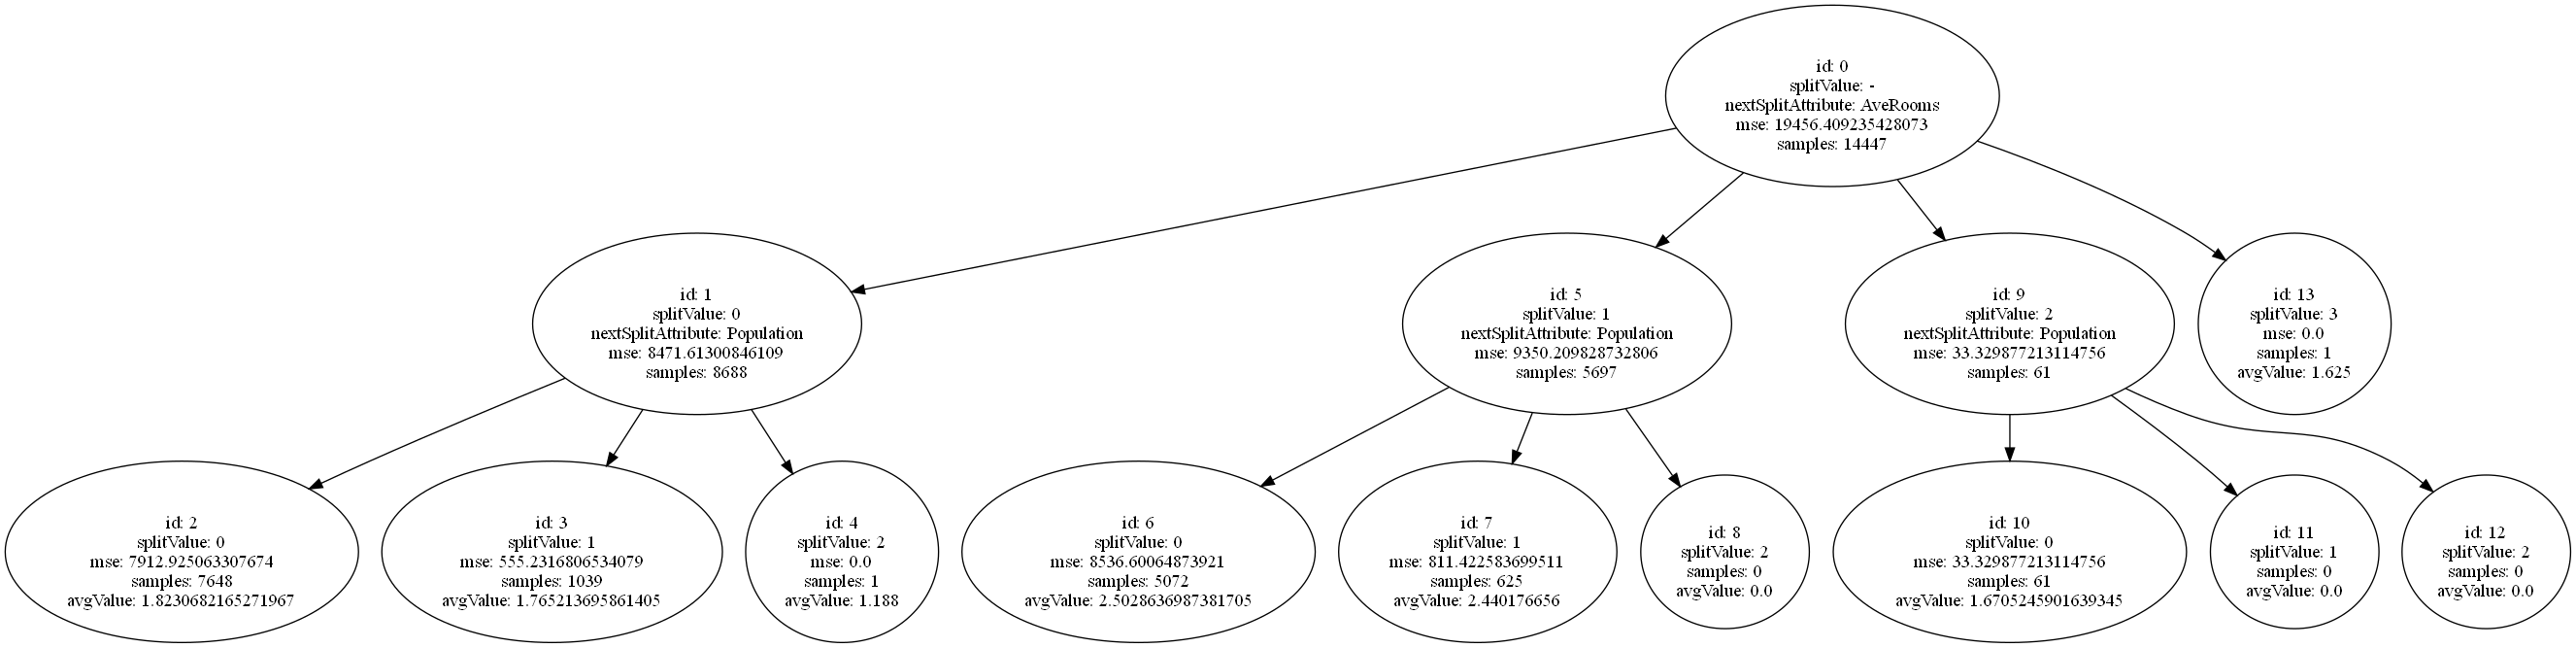 id: 0
splitValue: -
nextSplitAttribute: AveRooms
mse: 19456.409235428073
samples: 14447
id: 1
splitValue: 0
nextSplitAttribute: Population
mse: 8471.61300846109
samples: 8688
id: 5
splitValue: 1
nextSplitAttribute: Population
mse: 9350.209828732806
samples: 5697
id: 9
splitValue: 2
nextSplitAttribute: Population
mse: 33.329877213114756
samples: 61
id: 13
splitValue: 3
mse: 0.0
samples: 1
avgValue: 1.625
id: 2
splitValue: 0
mse: 7912.925063307674
samples: 7648
avgValue: 1.8230682165271967
id: 3
splitValue: 1
mse: 555.2316806534079
samples: 1039
avgValue: 1.765213695861405
id: 4
splitValue: 2
mse: 0.0
samples: 1
avgValue: 1.188
id: 6
splitValue: 0
mse: 8536.60064873921
samples: 5072
avgValue: 2.5028636987381705
id: 7
splitValue: 1
mse: 811.422583699511
samples: 625
avgValue: 2.440176656
id: 8
splitValue: 2
samples: 0
avgValue: 0.0
id: 10
splitValue: 0
mse: 33.329877213114756
samples: 61
avgValue: 1.6705245901639345
id: 11
splitValue: 1
samples: 0
avgValue: 0.0
id: 12
splitValue: 2
samples: 0
avgValue: 0.0